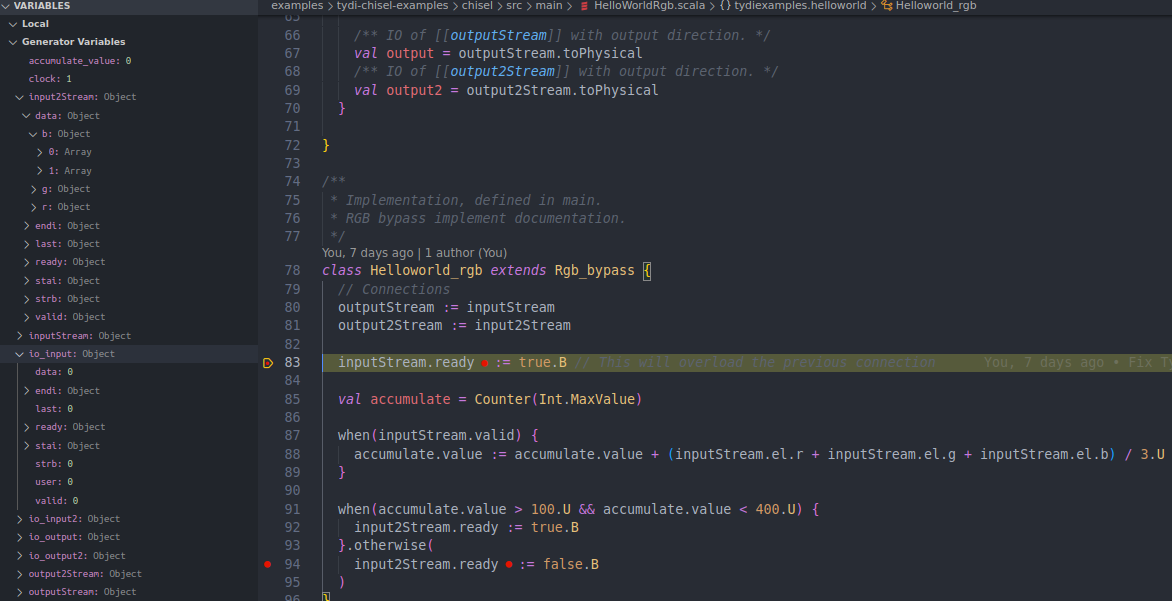 VARIABLES
Local
Generator Variables
accumulate_value: 0
clock: 1
input2Stream: Object
data: Object
b: Object
0: Array
1: Array
g: Object
r: Object
endi: Object
last: Object
ready: Object
stai: Object
strb: Object
valid: Object
inputStream: Object
io_input: Object
data: 0
endi: Object
last: 0
ready: Object
stai: Object
strb: 0
user: 0
valid: 0
io_input2: Object
io_output: Object
io_output2: Object
output2Stream: Object
outputStream: Object
examples > tydi-chisel-examples > chisel > src > main > HelloWorldRgb.scala > {} tydiexamples.helloworld > Helloworld_rgb
65
66 /** IO of [[outputStream]] with output direction. */
67 val output = outputStream.toPhysical
68 /** IO of [[output2Stream]] with output direction. */
69 val output2 = output2Stream.toPhysical
70 }
71
72 }
73
74 /**
75 * Implementation, defined in main.
76 * RGB bypass implement documentation.
77 */
You, 7 days ago | 1 author (You)
78 class Helloworld_rgb extends Rgb_bypass {
79 // Connections
80 outputStream := inputStream
81 output2Stream := input2Stream
82
83 inputStream.ready := true.B // This will overload the previous connection You, 7 days ago • Fix
84
85 val accumulate = Counter(Int.MaxValue)
86
87 when(inputStream.valid) {
88 accumulate.value := accumulate.value + (inputStream.el.r + inputStream.el.g + inputStream.el.b) / 3.U
89 }
90
91 when(accumulate.value > 100.U && accumulate.value < 400.U) {
92 input2Stream.ready := true.B
93 }.otherwise(
94 input2Stream.ready := false.B
95 )
96 }